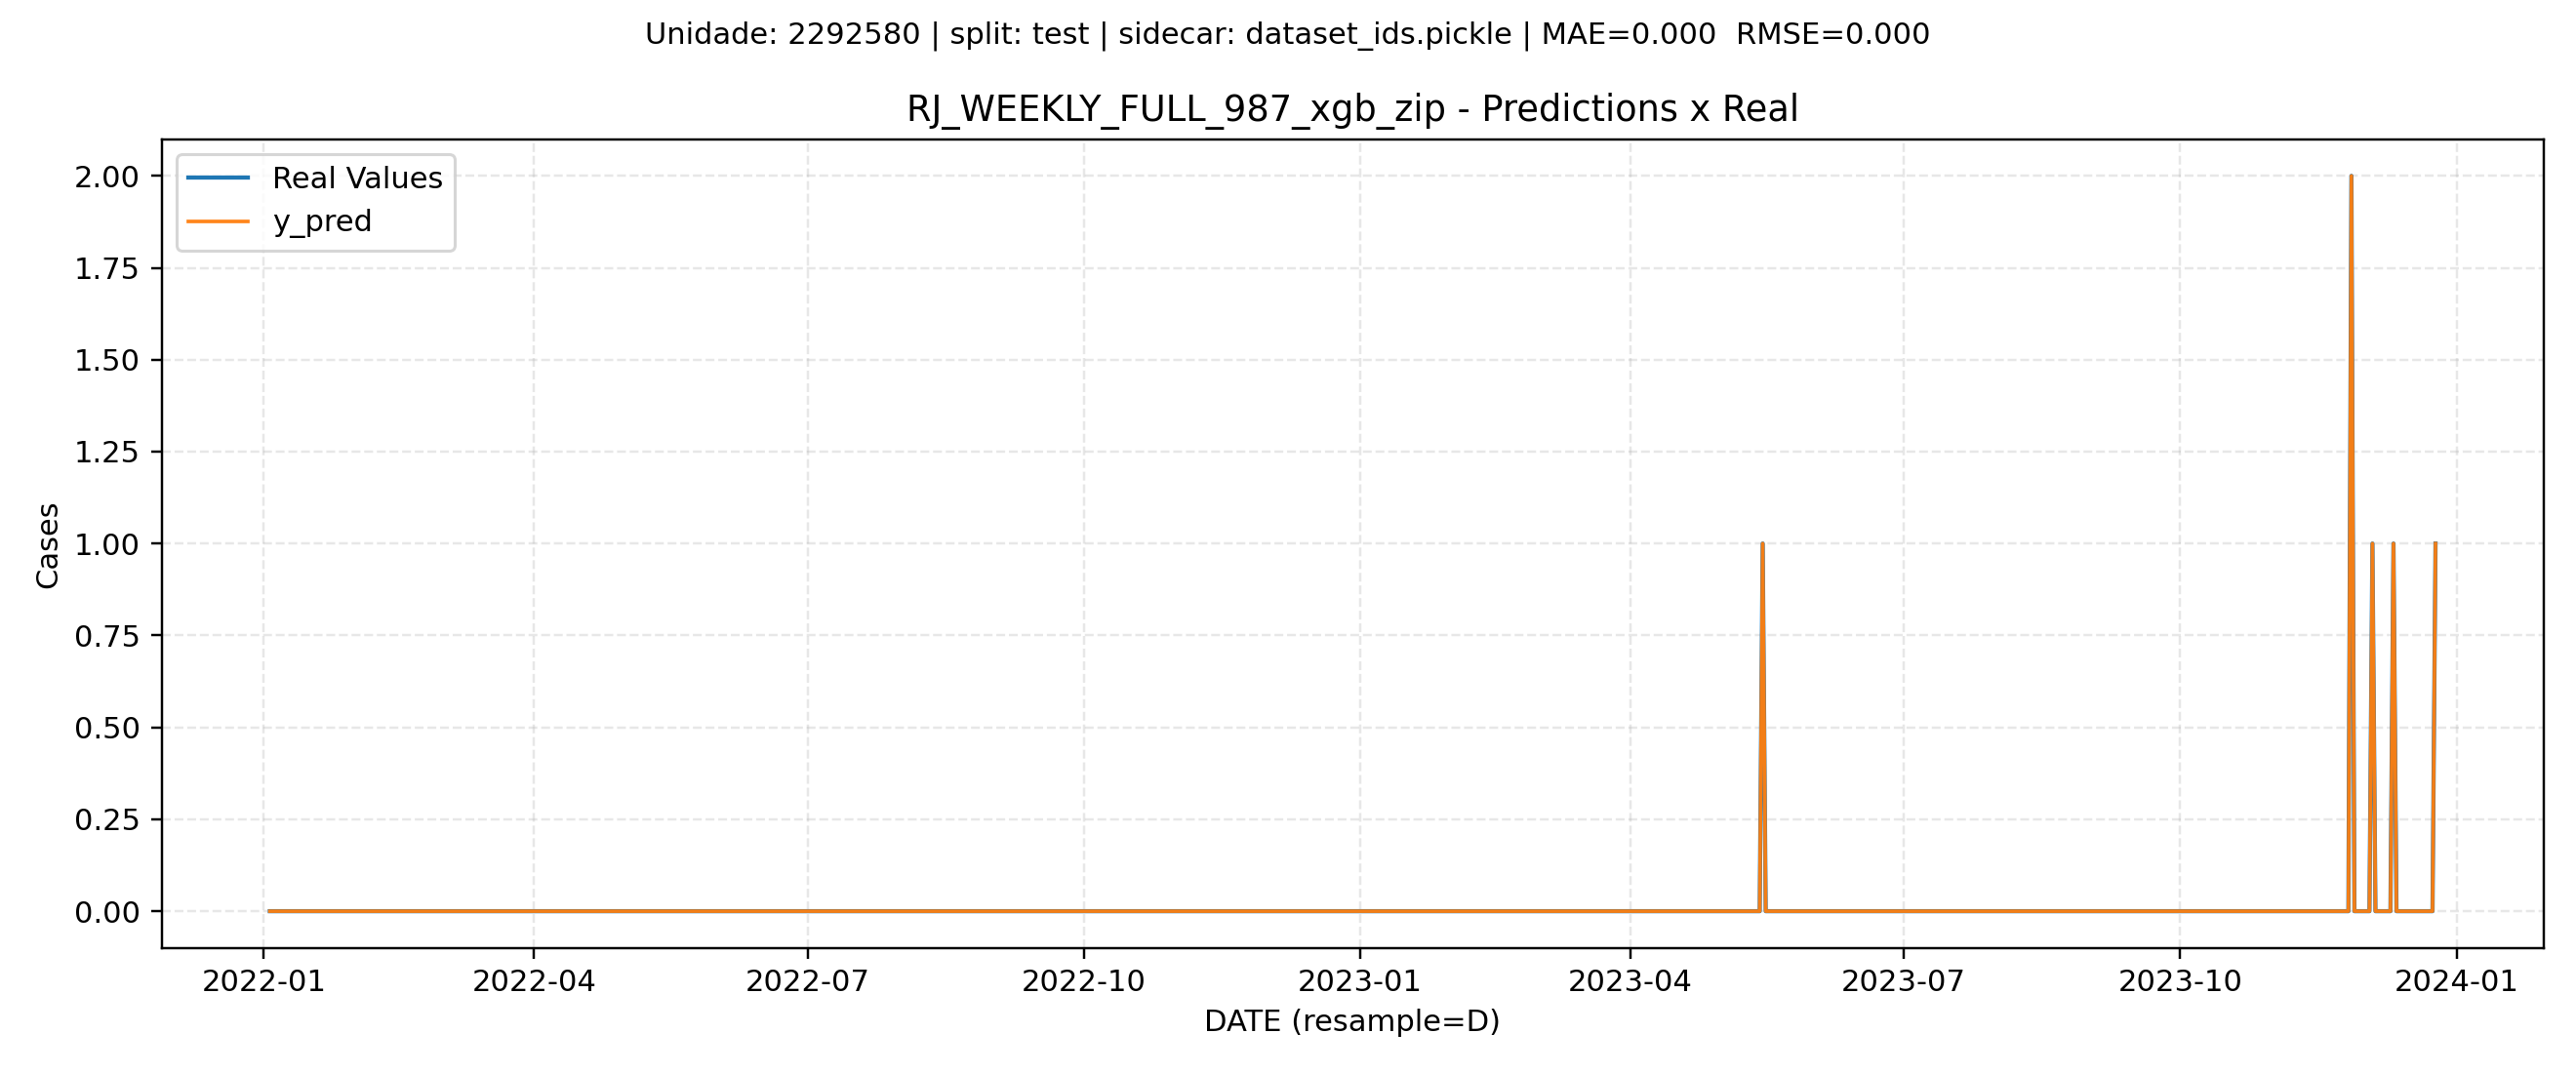 Unidade: 2292580 | split: test | sidecar: dataset_ids.pickle | MAE=0.000  RMSE=0.000
RJ_WEEKLY_FULL_987_xgb_zip - Predictions x Real
Real Values
y_pred
2.00
1.75
1.50
1.25
1.00
0.75
0.50
0.25
0.00
Cases
2022-01 2022-04 2022-07 2022-10 2023-01 2023-04 2023-07 2023-10 2024-01
DATE (resample=D)